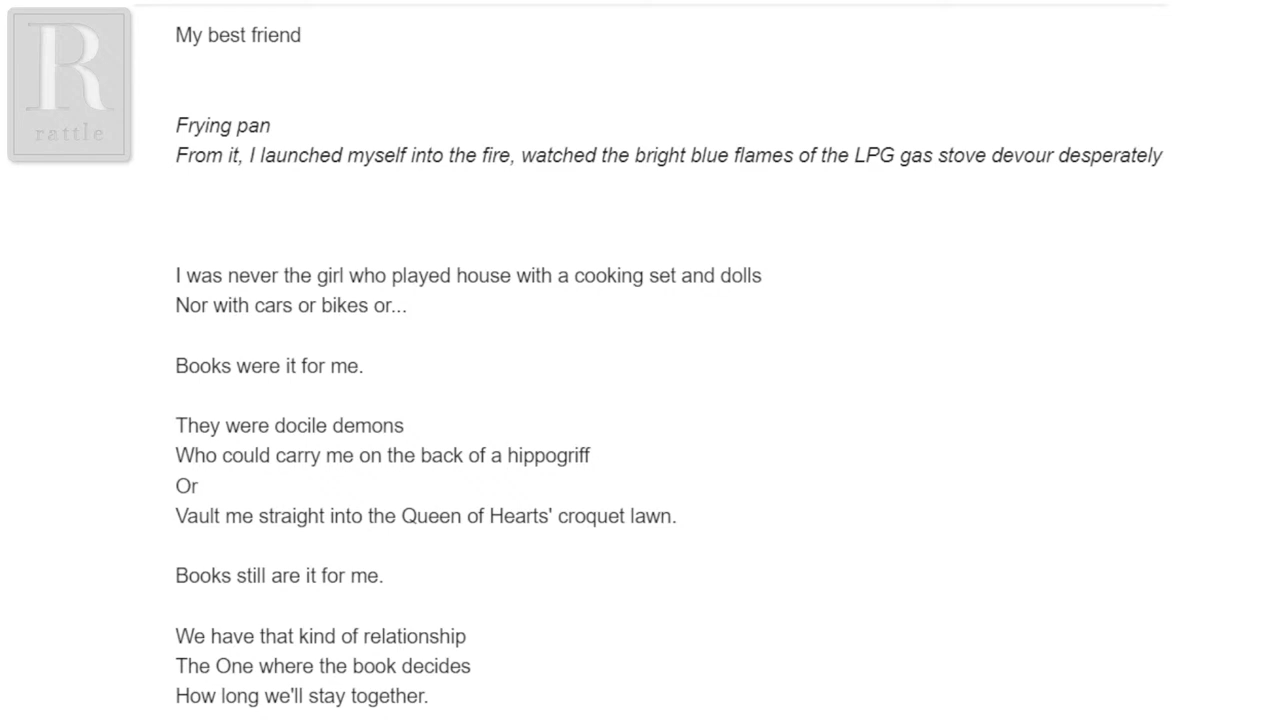 R
rattle
My best friend
Frying pan
From it, I launched myself into the fire, watched the bright blue flames of the LPG gas stove devour desperately
I was never the girl who played house with a cooking set and dolls
Nor with cars or bikes or...
Books were it for me.
They were docile demons
Who could carry me on the back of a hippogriff
Or
Vault me straight into the Queen of Hearts' croquet lawn.
Books still are it for me.
We have that kind of relationship
The One where the book decides
How long we'll stay together.